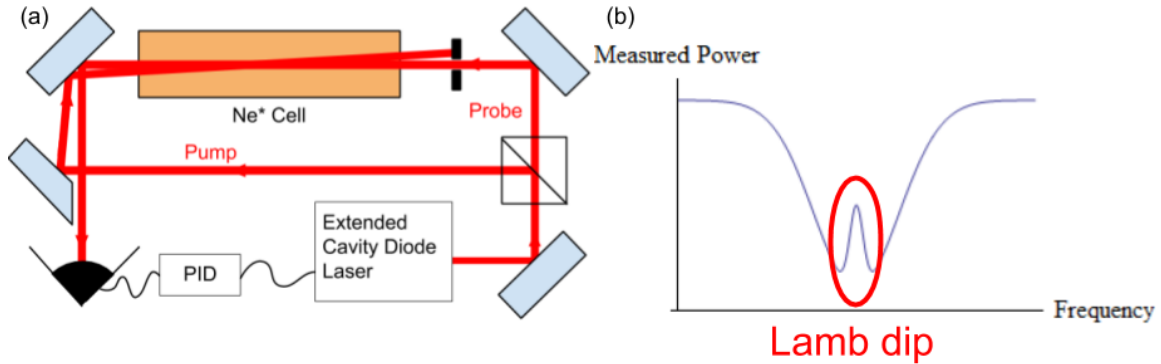 (a)
Ne* Cell
Probe
Pump
Extended
Cavity Diode
Laser
PID
(b)
Measured Power
Frequency
Lamb dip